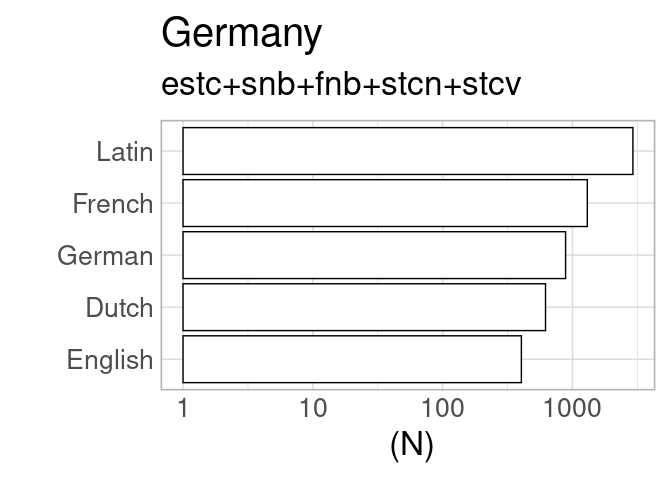 Germany
estc+snb+fnb+stcn+stcv
Latin
French
German
Dutch
English
1 10 100 1000
(N)